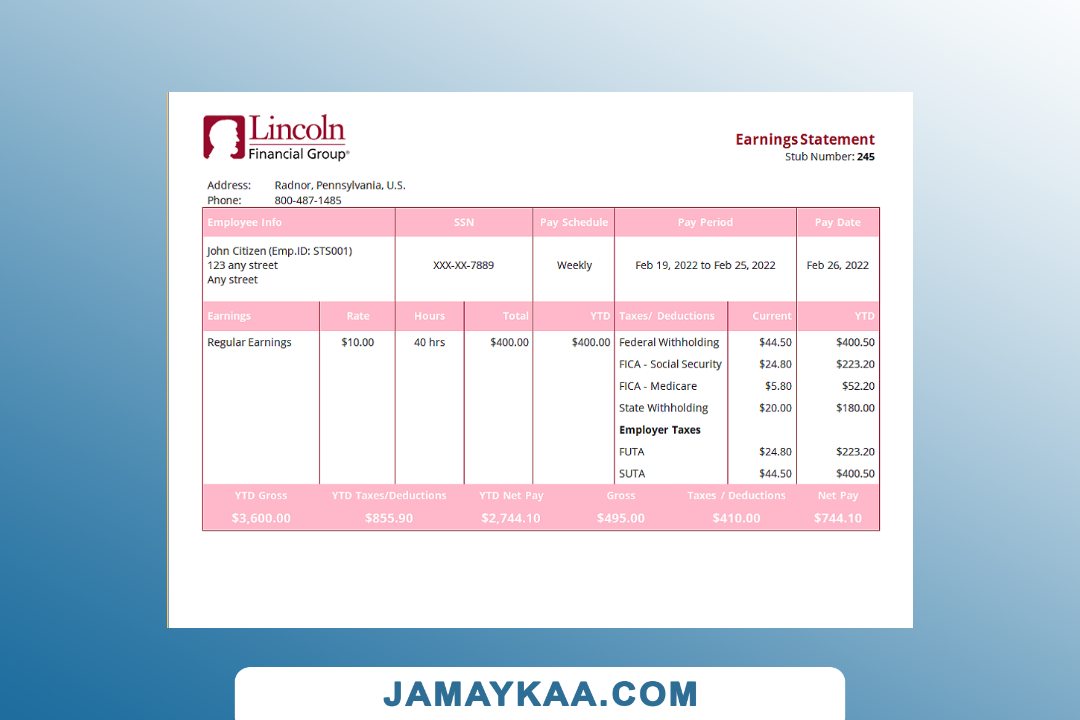 Lincoln
Financial Group®
Earnings Statement
Stub Number: 245
Address: Radnor, Pennsylvania, U.S.
Phone: 800-487-1485
Employee Info SSN Pay Schedule Pay Period Pay Date
John Citizen (Emp.ID: STS001)
123 any street XXX-XX-7889 Weekly Feb 19, 2022 to Feb 25, 2022 Feb 26, 2022
Any street
Earnings Rate Hours Total YTD Taxes/ Deductions Current YTD
Regular Earnings $10.00 40 hrs $400.00 $400.00 Federal Withholding $44.50 $400.50
FICA - Social Security $24.80 $223.20
FICA - Medicare $5.80 $52.20
State Withholding $20.00 $180.00
Employer Taxes
FUTA $24.80 $223.20
SUTA $44.50 $400.50
YTD Gross YTD Taxes/Deductions YTD Net Pay Gross Taxes / Deductions Net Pay
$3,600.00 $855.90 $2,744.10 $495.00 $410.00 $744.10
JAMAYKAA.COM